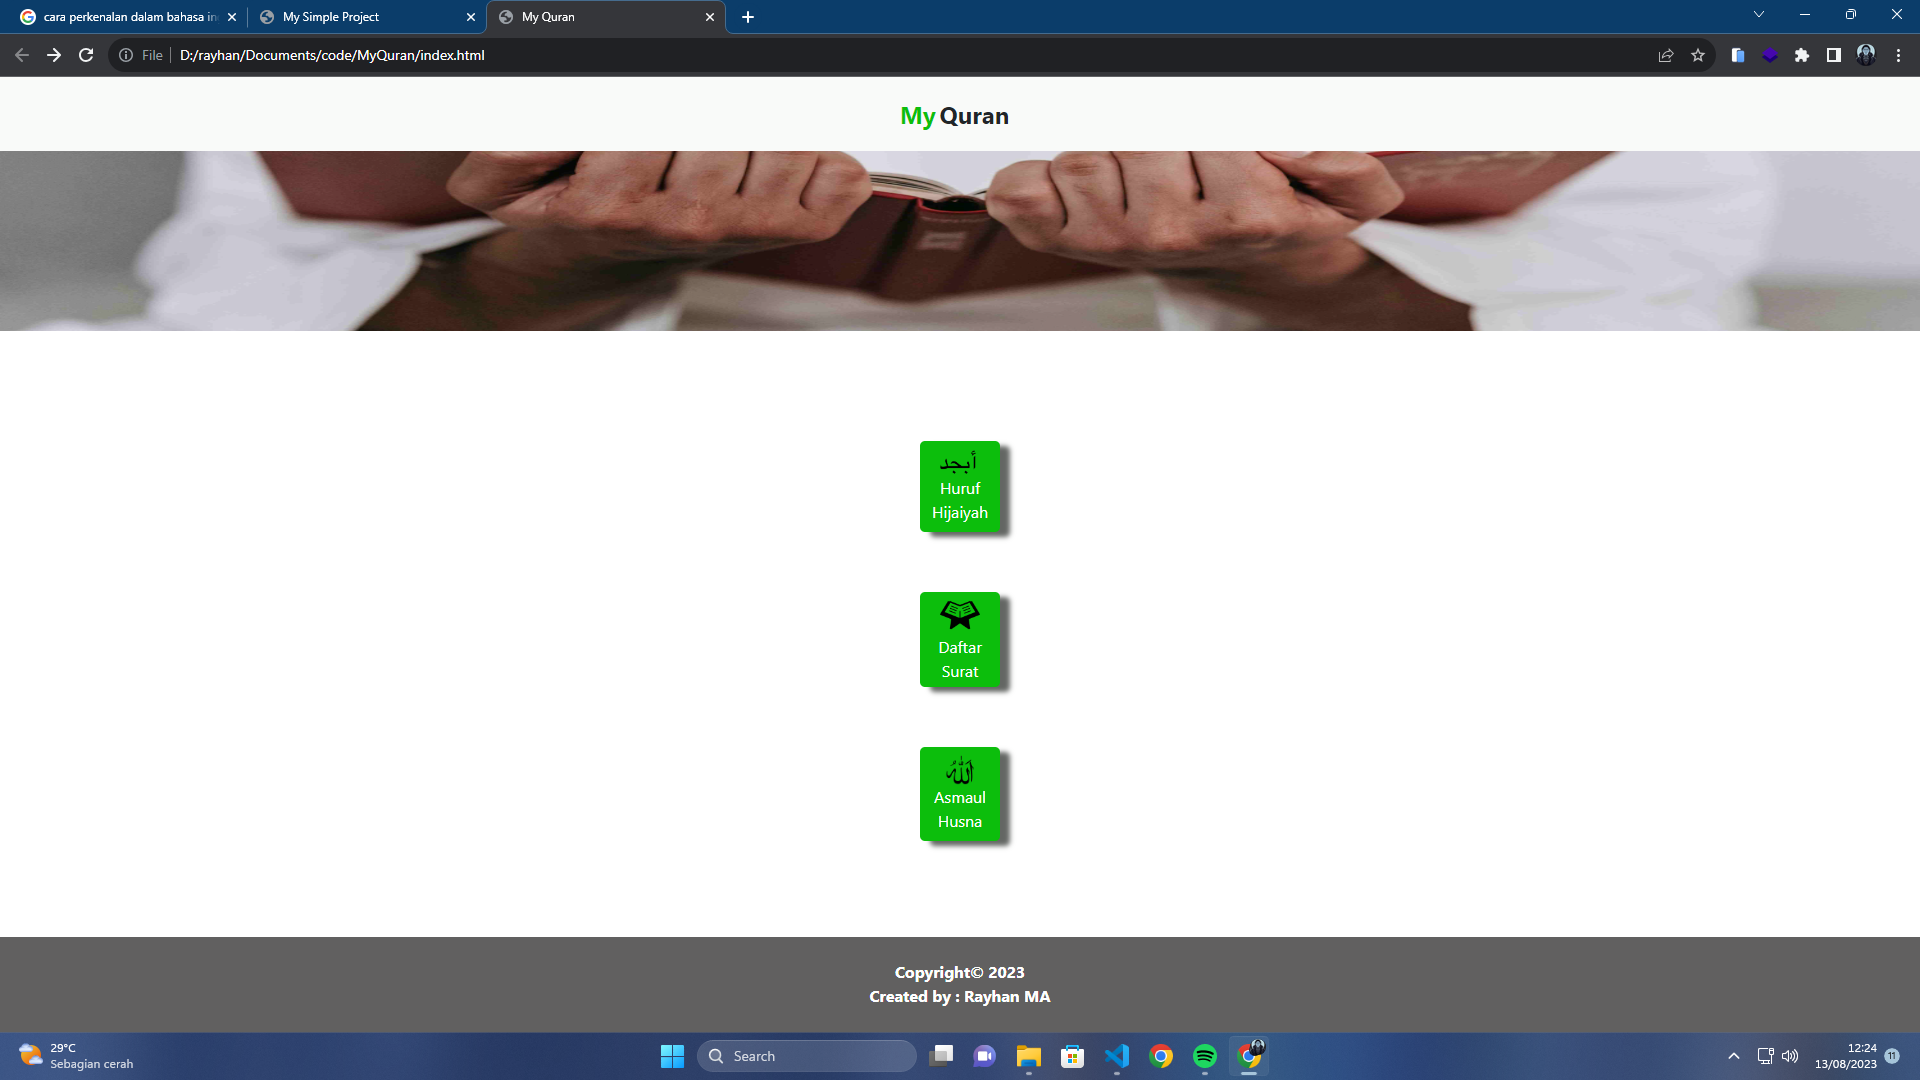 cara perkenalan dalam bahasa in
My Simple Project
My Quran
File
D:/rayhan/Documents/code/MyQuran/index.html
My Quran
أبجد
Huruf
Hijaiyah
Daftar
Surat
الله
Asmaul
Husna
Copyright© 2023
Created by : Rayhan MA
29°C
Sebagian cerah
Search
12:24
13/08/2023
11